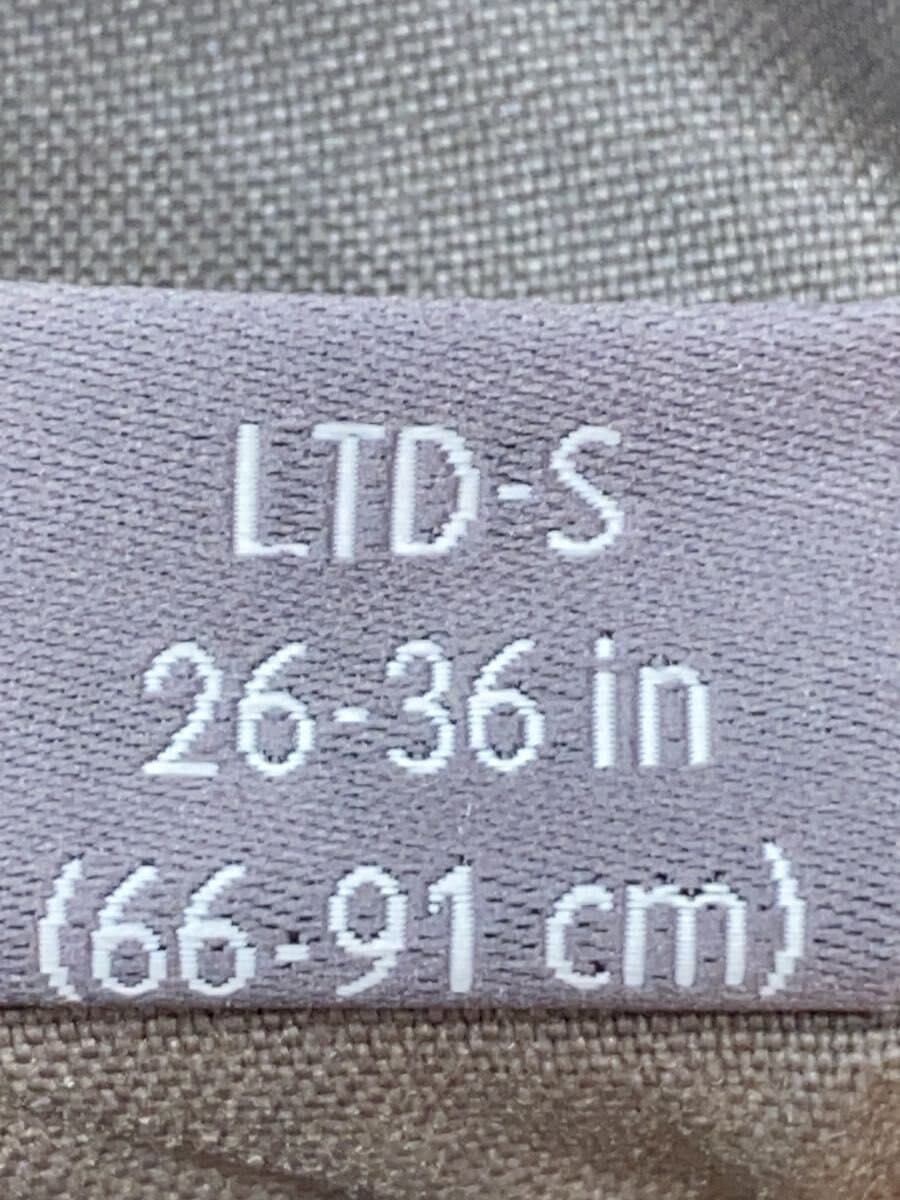 LTD-S
26-36 in
(66-91 cm)